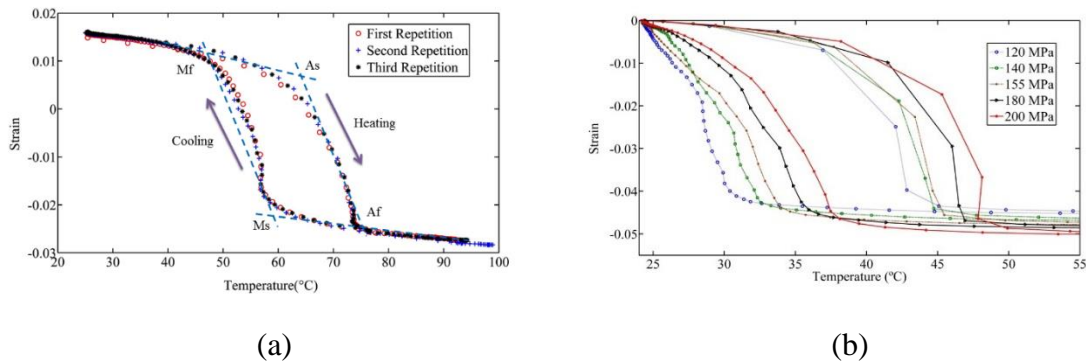 0.02
0.01
0
-0.01
-0.02
-0.03
20
30
40
50
60
70
80
90
100
Strain
Temperature(°C)
First Repetition
Second Repetition
Third Repetition
Mf
As
Cooling
Heating
Ms
Af
(a)
0
-0.01
-0.02
-0.03
-0.04
-0.05
25
30
35
40
45
50
55
Strain
Temperature (°C)
120 MPa
140 MPa
155 MPa
180 MPa
200 MPa
(b)